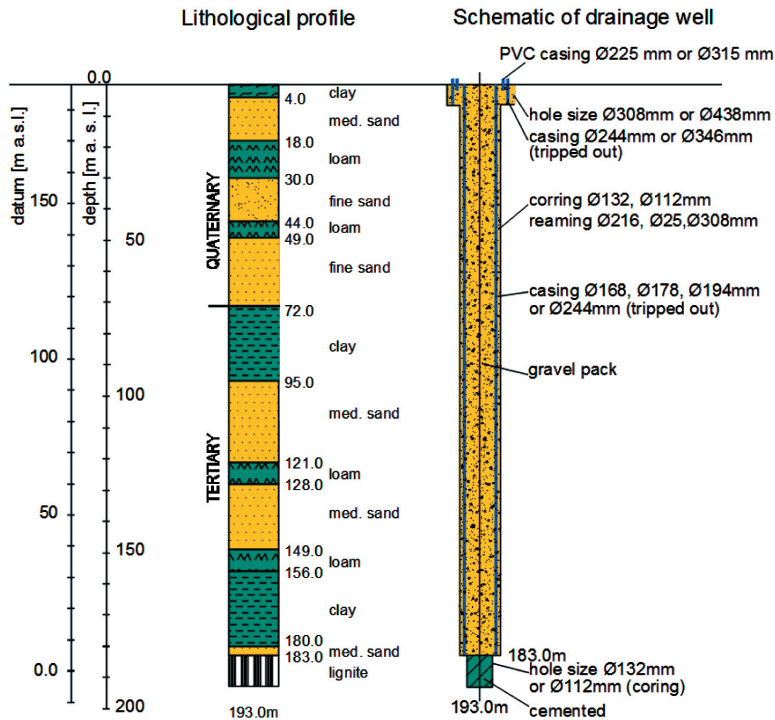 Lithological profile
Schematic of drainage well
PVC casing Ø225 mm or Ø315 mm
0.0
datum [m a.s.l.]
depth [m a. s. l.]
150
100
50
0.0
50
100
150
200
QUATERNARY
TERTIARY
clay
4.0
med. sand
18.0
loam
30.0
fine sand
44.0
loam
49.0
fine sand
72.0
clay
95.0
med. sand
121.0
loam
128.0
med. sand
149.0
loam
156.0
clay
180.0
med. sand
183.0
lignite
193.0m
hole size Ø308mm or Ø438mm
casing Ø244mm or Ø346mm
(tripped out)
corring Ø132, Ø112mm
reaming Ø216, Ø25,Ø308mm
casing Ø168, Ø178, Ø194mm
or Ø244mm (tripped out)
gravel pack
183.0m
hole size Ø132mm
or Ø112mm (coring)
193.0m
cemented